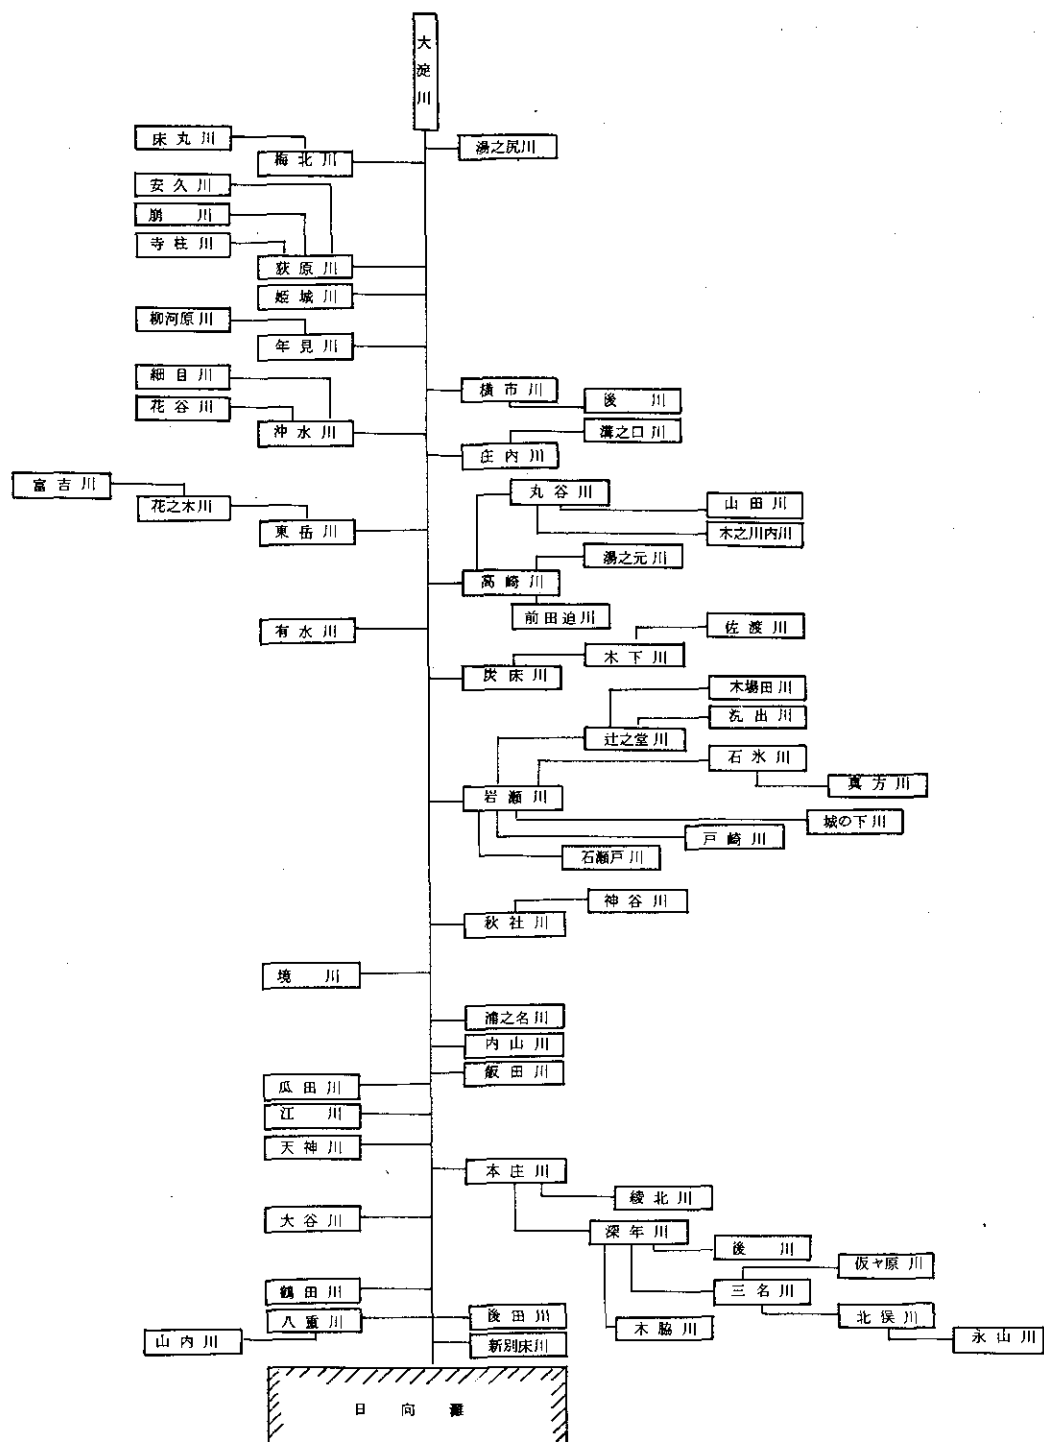 大淀川
床丸川
湯之尻川
梅北川
安久川
崩川
寺柱川
萩原川
姫城川
柳河原川
年見川
細目川
横市川
後川
花谷川
溝之口川
沖水川
庄内川
富吉川
丸谷川
花之木川
山田川
東岳川
木之川内川
湯之元川
高崎川
前田迫川
有水川
佐渡川
木下川
炭床川
木場田川
洗出川
辻之堂川
石氷川
真方川
岩瀬川
城の下川
戸崎川
石瀬戸川
神谷川
秋社川
境川
浦之名川
内山川
飯田川
瓜田川
江川
天神川
本庄川
綾北川
大谷川
深年川
後川
仮ヤ原川
鶴田川
三名川
八重川
後田川
木脇川
北俣川
山内川
新別床川
永山川
日向灘